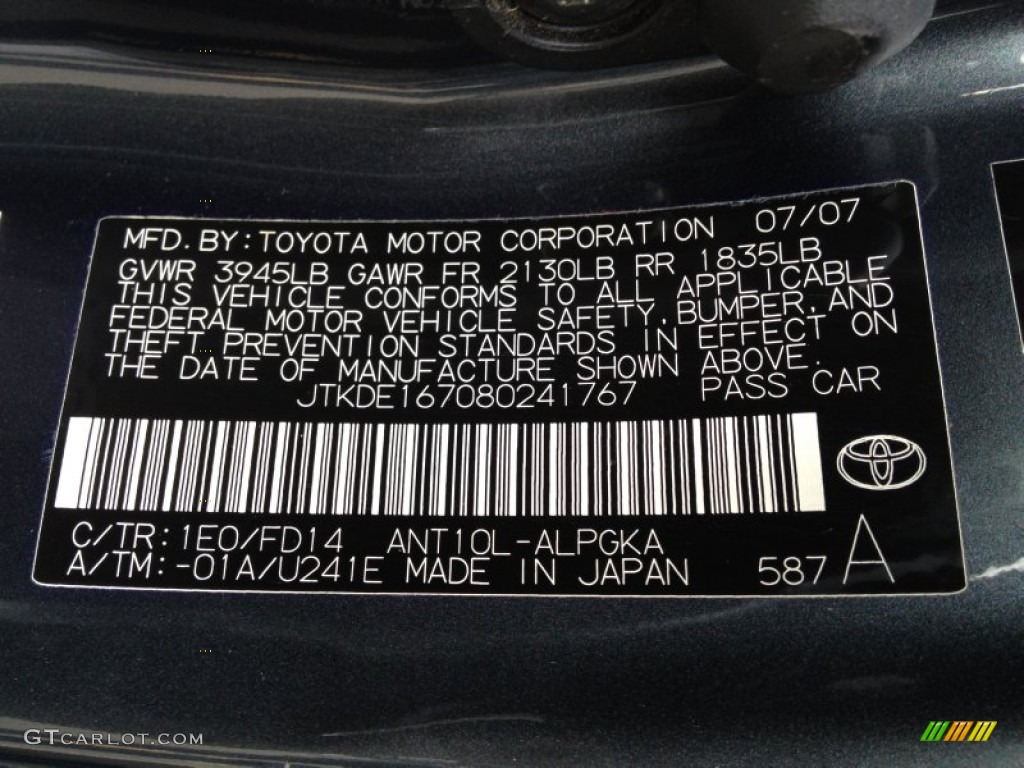 MFD. BY: TOYOTA MOTOR CORPORATION 07/07
GVWR 3945LB GAWR FR 2130LB RR 1835LB
THIS VEHICLE CONFORMS TO ALL APPLICABLE
FEDERAL MOTOR VEHICLE SAFETY, BUMPER, AND
THEFT PREVENTION STANDARDS IN EFFECT ON
THE DATE OF MANUFACTURE SHOWN ABOVE.
JTKDE167080241767 PASS CAR
C/TR: 1E0/FD14 ANT10L-ALPGKA
A/TM: -01A/U241E MADE IN JAPAN 587 A
GTCARLOT.COM